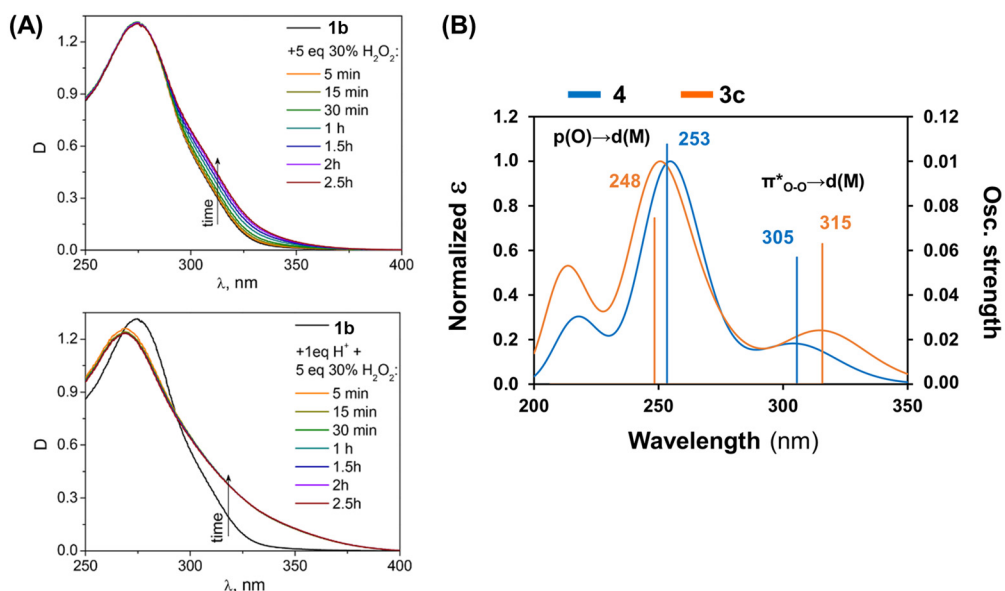 (A)
1.2
0.9
0.6
0.3
0.0
D
250
300
350
400
λ, nm
time
1b
+5 eq 30% H₂O₂:
5 min
15 min
30 min
1 h
1.5h
2h
2.5h
1.2
0.9
0.6
0.3
0.0
D
250
300
350
400
λ, nm
time
1b
+1eq H⁺ +
5 eq 30% H₂O₂:
5 min
15 min
30 min
1 h
1.5h
2h
2.5h
(B)
4
3c
1.2
1.0
0.8
0.6
0.4
0.2
0.0
Normalized ε
p(O)→d(M)
253
248
π*O-O→d(M)
305
315
0.12
0.10
0.08
0.06
0.04
0.02
0.00
Osc. strength
200
250
300
350
Wavelength (nm)